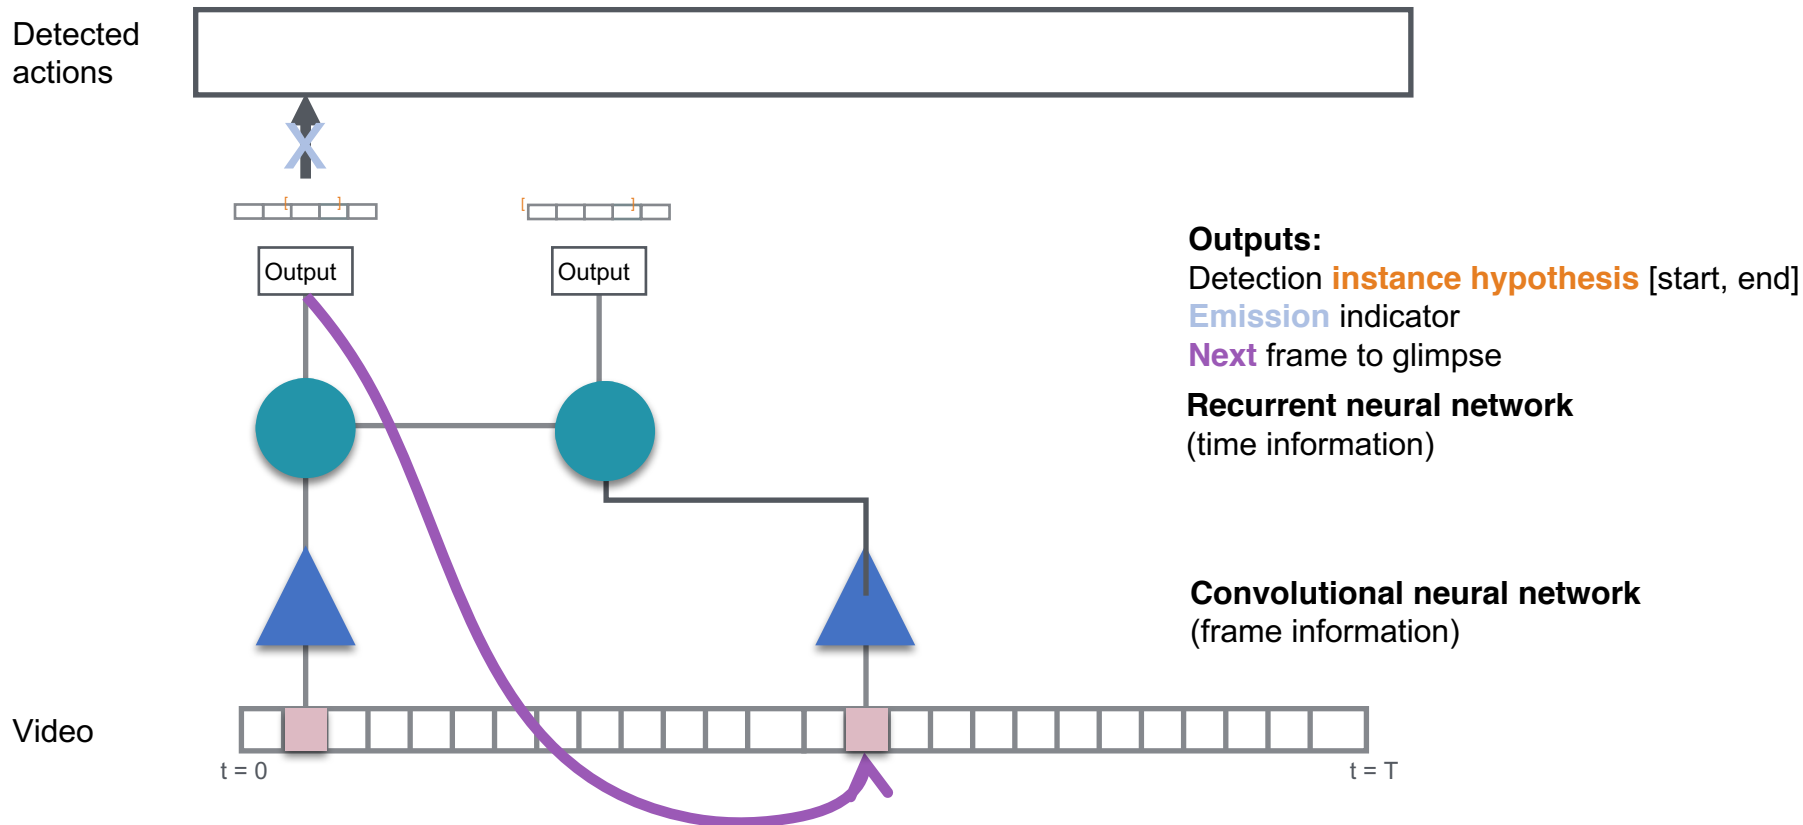 Detected
actions
X
[ ]
[ ]
Output
Output
Outputs:
Detection instance hypothesis [start, end]
Emission indicator
Next frame to glimpse
Recurrent neural network
(time information)
Convolutional neural network
(frame information)
Video
t = 0
t = T